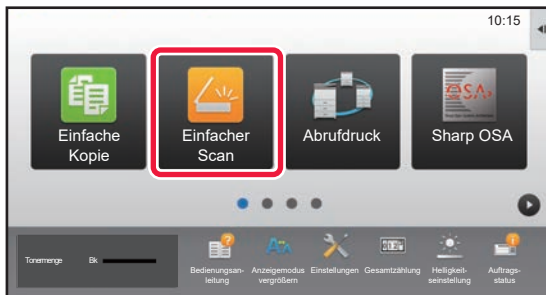 10:15
Einfache
Kopie
Einfacher
Scan
Abrufdruck
Sharp OSA
Tonermenge Bk
Bedienungsan-
leitung
Anzeigemodus
vergrößern
Einstellungen
Gesamtzählung
Helligkeit-
seinstellung
Auftrags-
status